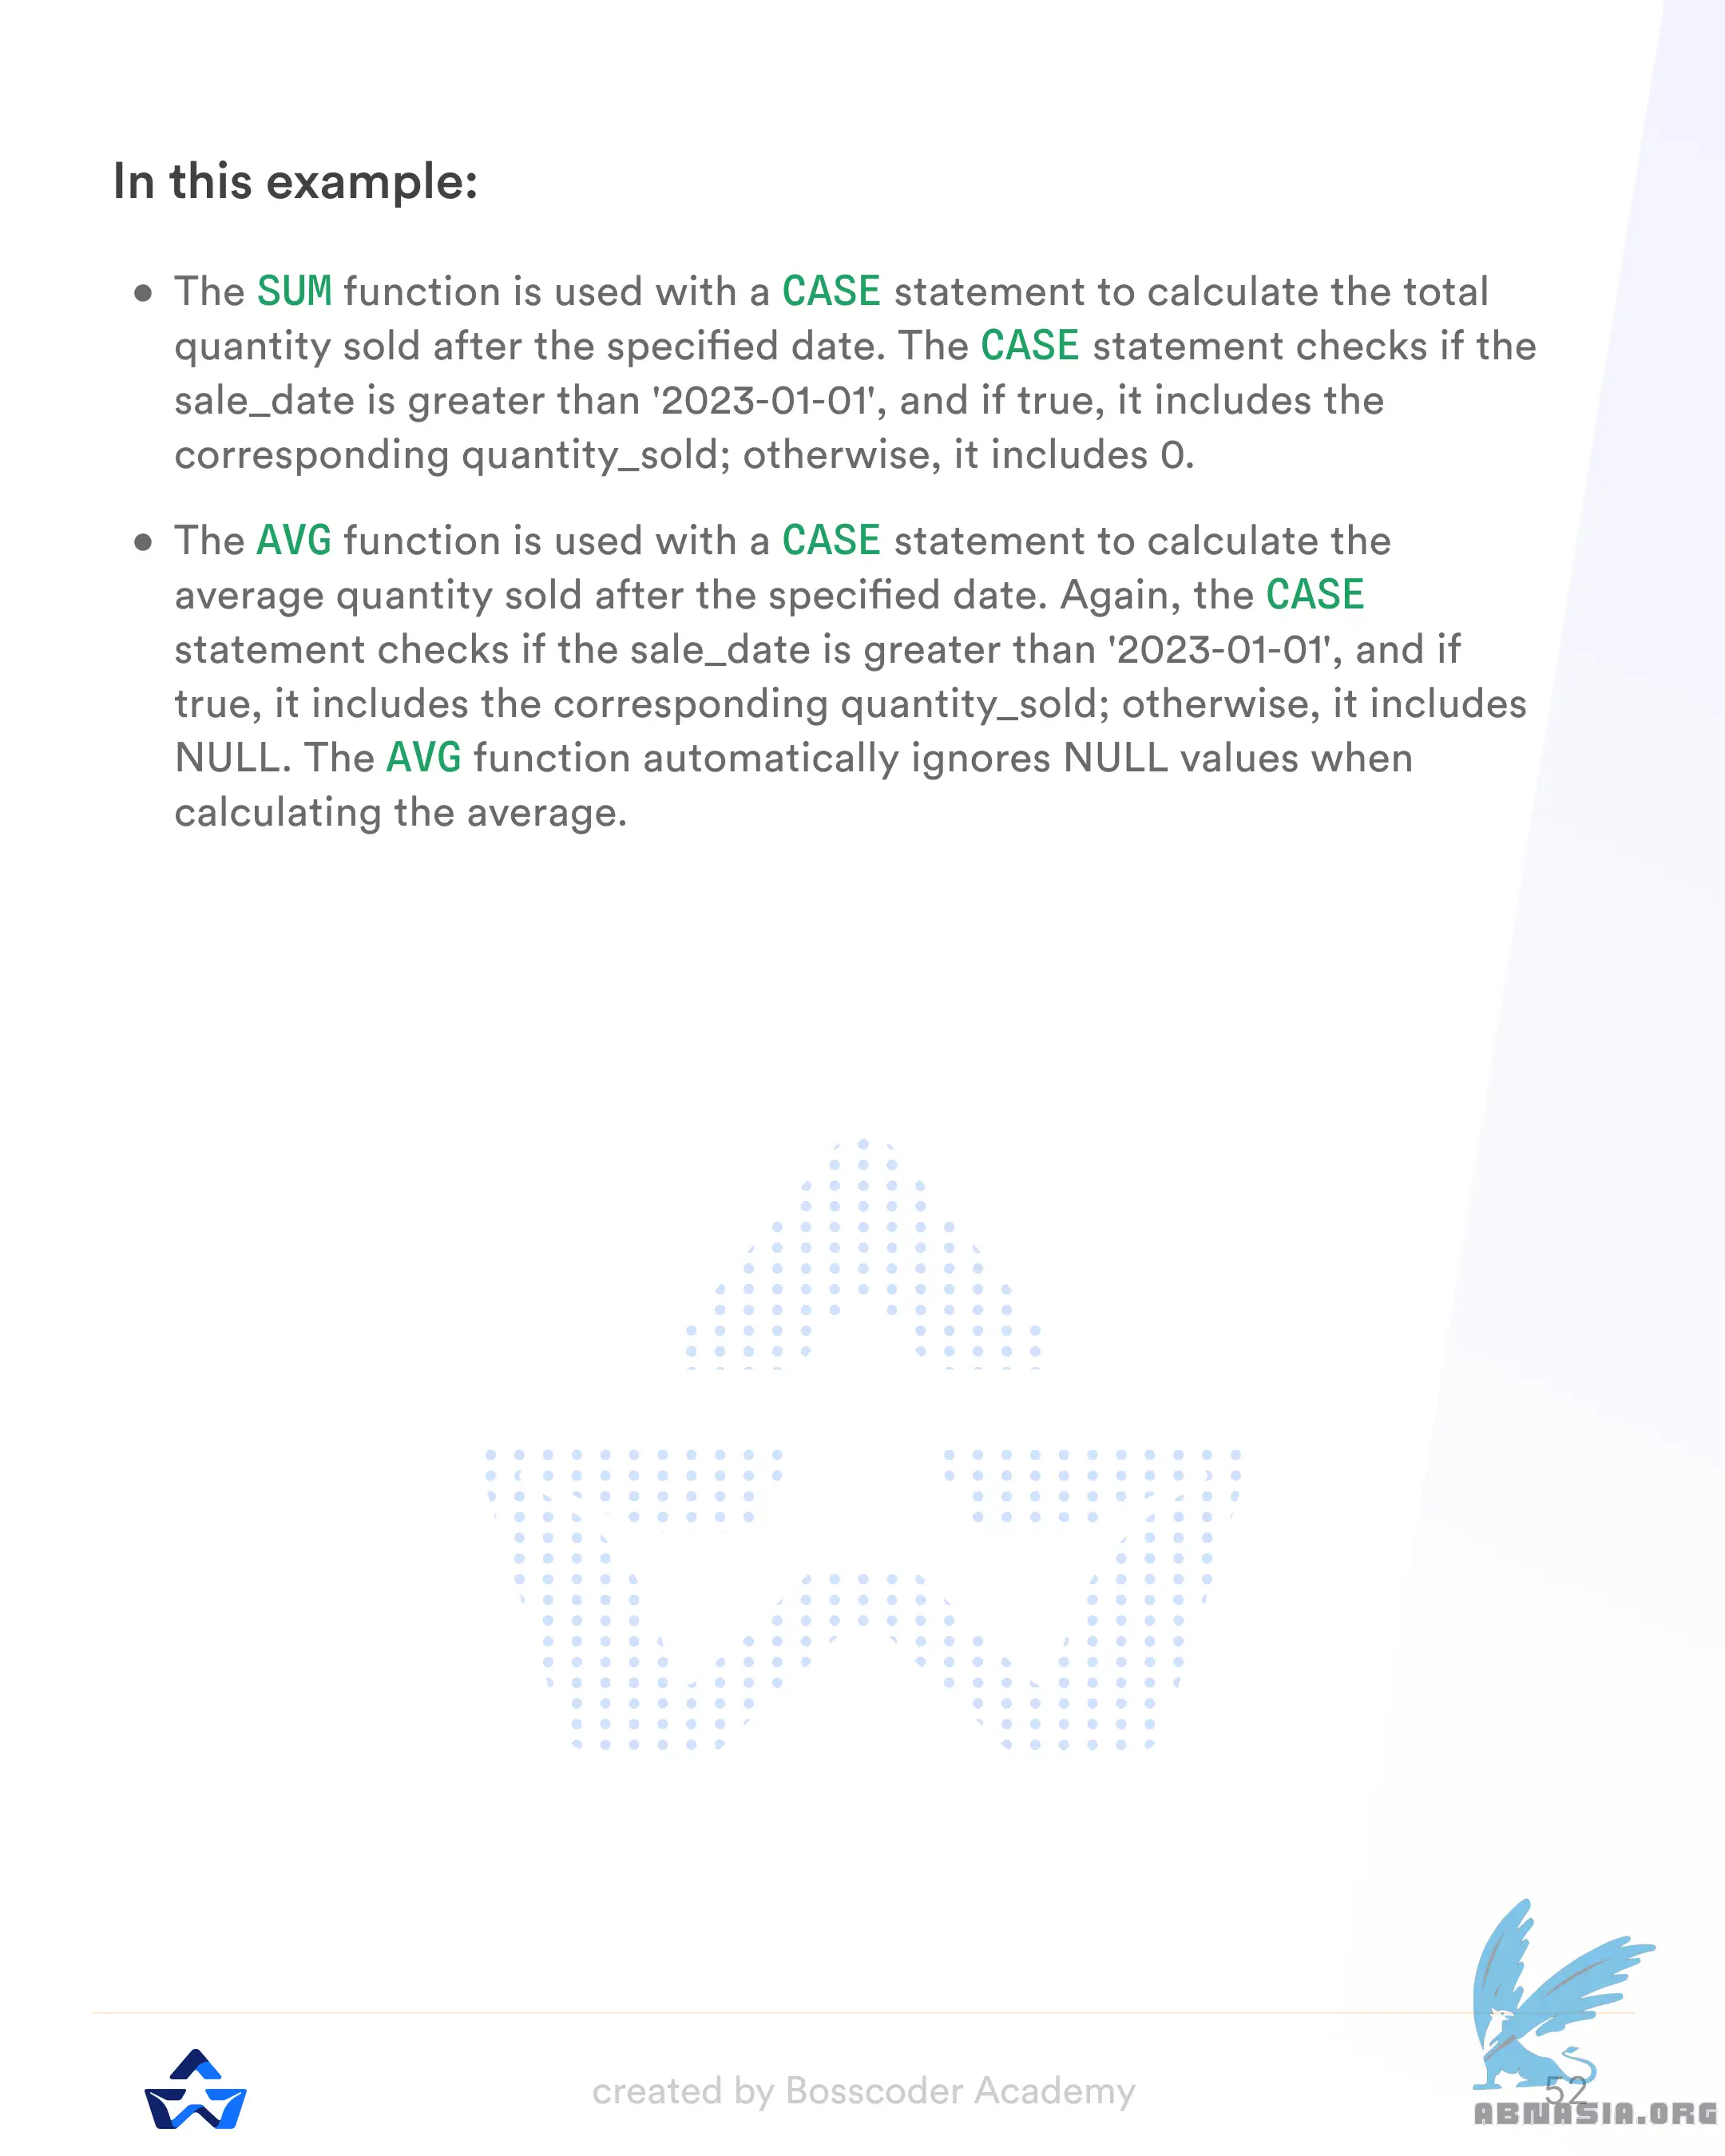 In this example:
● The SUM function is used with a CASE statement to calculate the total
quantity sold after the specified date. The CASE statement checks if the
sale_date is greater than '2023-01-01', and if true, it includes the
corresponding quantity_sold; otherwise, it includes 0.
● The AVG function is used with a CASE statement to calculate the
average quantity sold after the specified date. Again, the CASE
statement checks if the sale_date is greater than '2023-01-01', and if
true, it includes the corresponding quantity_sold; otherwise, it includes
NULL. The AVG function automatically ignores NULL values when
calculating the average.
created by Bosscoder Academy
52
ABNASIA.ORG